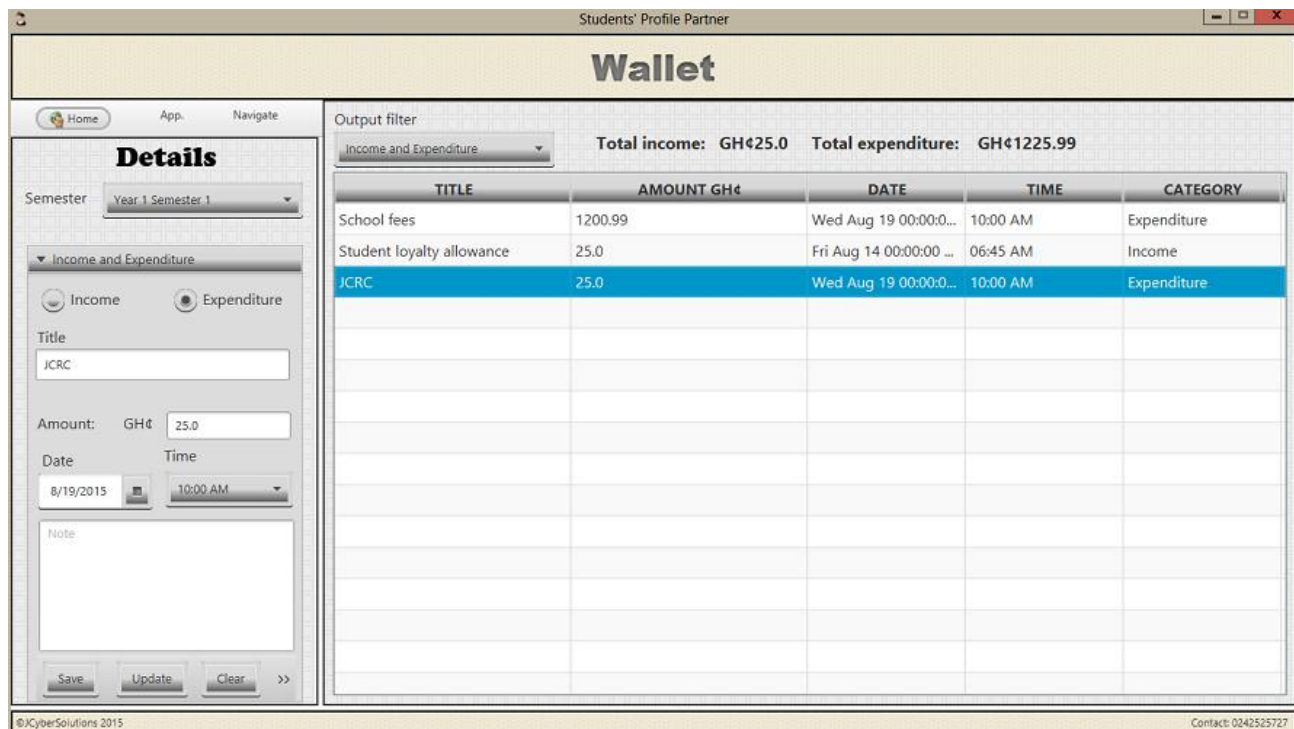 Students' Profile Partner
Wallet
Home App. Navigate
Details
Semester Year 1 Semester 1
Income and Expenditure
Income Expenditure
Title
JCRC
Amount: GH¢ 25.0
Date Time
8/19/2015 10:00 AM
Note
Save Update Clear >>
Output filter
Income and Expenditure Total income: GH¢25.0 Total expenditure: GH¢1225.99
TITLE AMOUNT GH¢ DATE TIME CATEGORY
School fees 1200.99 Wed Aug 19 00:00:0... 10:00 AM Expenditure
Student loyalty allowance 25.0 Fri Aug 14 00:00:00 ... 06:45 AM Income
JCRC 25.0 Wed Aug 19 00:00:0... 10:00 AM Expenditure
©JCyberSolutions 2015 Contact: 0242525727